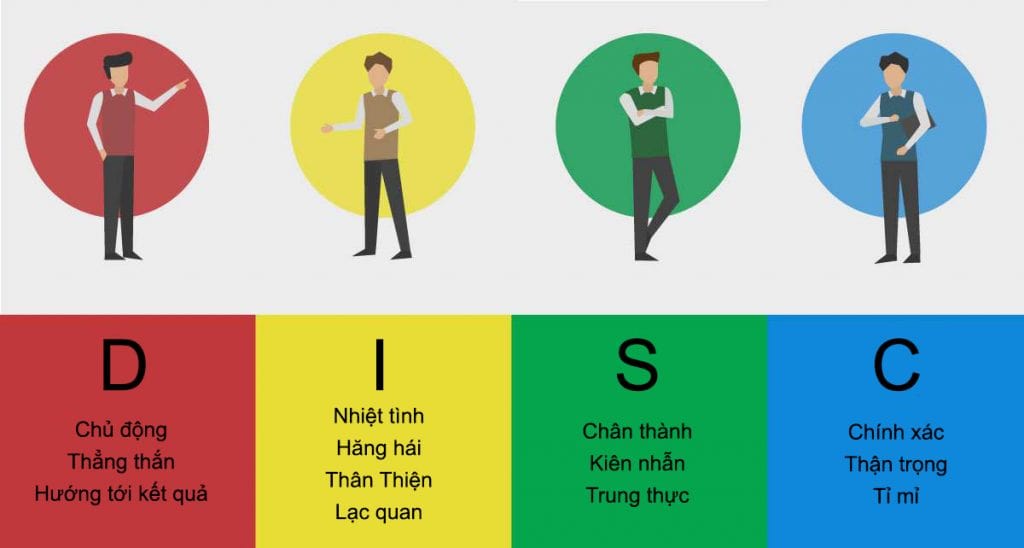 D
Chủ động
Thẳng thắn
Hướng tới kết quả
I
Nhiệt tình
Hăng hái
Thân Thiện
Lạc quan
S
Chân thành
Kiên nhẫn
Trung thực
C
Chính xác
Thận trọng
Tỉ mỉ